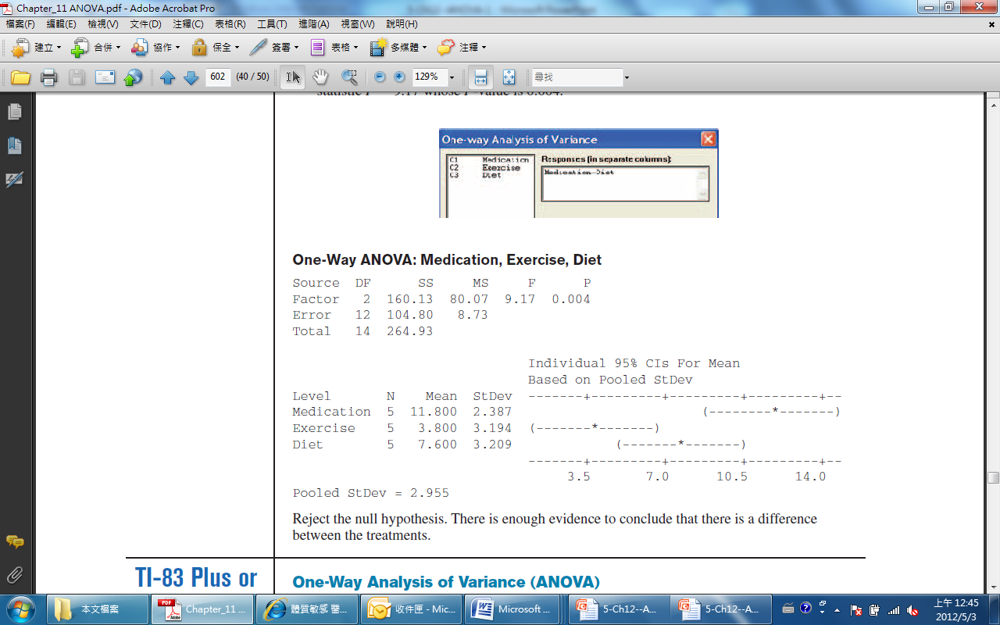 Chapter_11 ANOVA.pdf - Adobe Acrobat Pro
檔案(F) 編輯(E) 檢視(V) 文件(D) 注釋(C) 表格(R) 工具(T) 進階(A) 視窗(W) 說明(H)
建立 合併 協作 保全 簽署 表格 多媒體 注釋
602 (40 / 50) 129% 尋找
One-way Analysis of Variance
C1 Medication
C2 Exercise
C3 Diet
Responses (in separate columns):
Medication-Diet
One-Way ANOVA: Medication, Exercise, Diet
Source DF SS MS F P
Factor 2 160.13 80.07 9.17 0.004
Error 12 104.80 8.73
Total 14 264.93
Individual 95% CIs For Mean
Based on Pooled StDev
Level N Mean StDev -------+---------+---------+---------+--
Medication 5 11.800 2.387 (--------*-------)
Exercise 5 3.800 3.194 (-------*-------)
Diet 5 7.600 3.209 (-------*-------)
-------+---------+---------+---------+--
3.5 7.0 10.5 14.0
Pooled StDev = 2.955
Reject the null hypothesis. There is enough evidence to conclude that there is a difference
between the treatments.
TI-83 Plus or
One-Way Analysis of Variance (ANOVA)
本文檔案 Chapter_11 ... 體質敏感 醫... 收件匣 - Mic... Microsoft ... 5-Ch12--A... 5-Ch12--A...
上午 12:45
2012/5/3